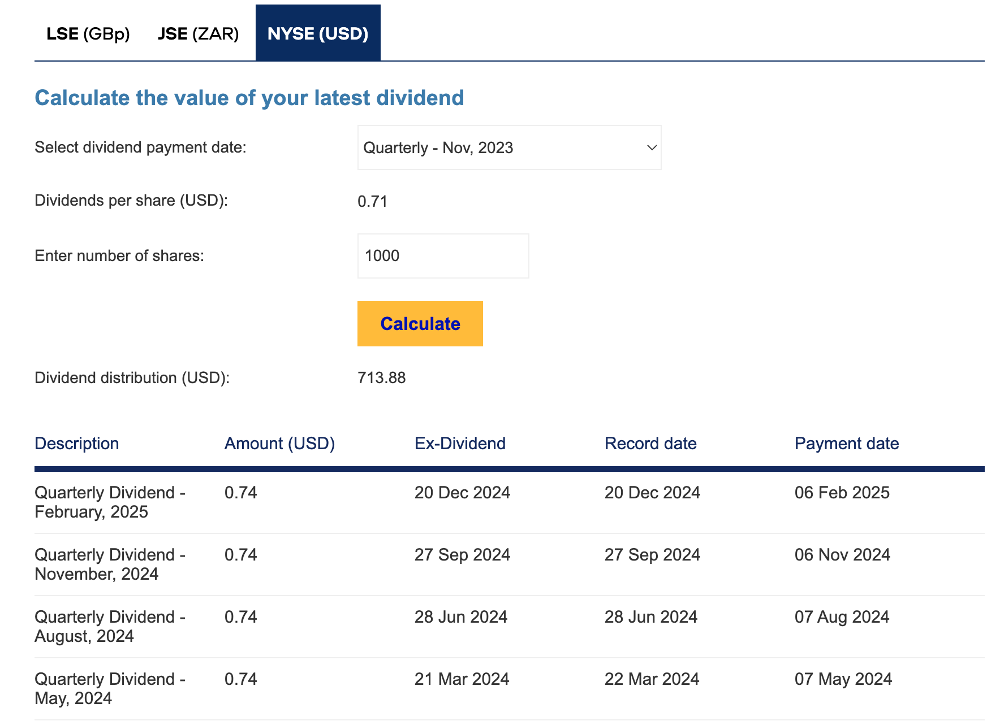 LSE (GBp) JSE (ZAR) NYSE (USD)
Calculate the value of your latest dividend
Select dividend payment date: Quarterly - Nov, 2023
Dividends per share (USD): 0.71
Enter number of shares: 1000
Calculate
Dividend distribution (USD): 713.88
Description Amount (USD) Ex-Dividend Record date Payment date
Quarterly Dividend - 0.74 20 Dec 2024 20 Dec 2024 06 Feb 2025
February, 2025
Quarterly Dividend - 0.74 27 Sep 2024 27 Sep 2024 06 Nov 2024
November, 2024
Quarterly Dividend - 0.74 28 Jun 2024 28 Jun 2024 07 Aug 2024
August, 2024
Quarterly Dividend - 0.74 21 Mar 2024 22 Mar 2024 07 May 2024
May, 2024